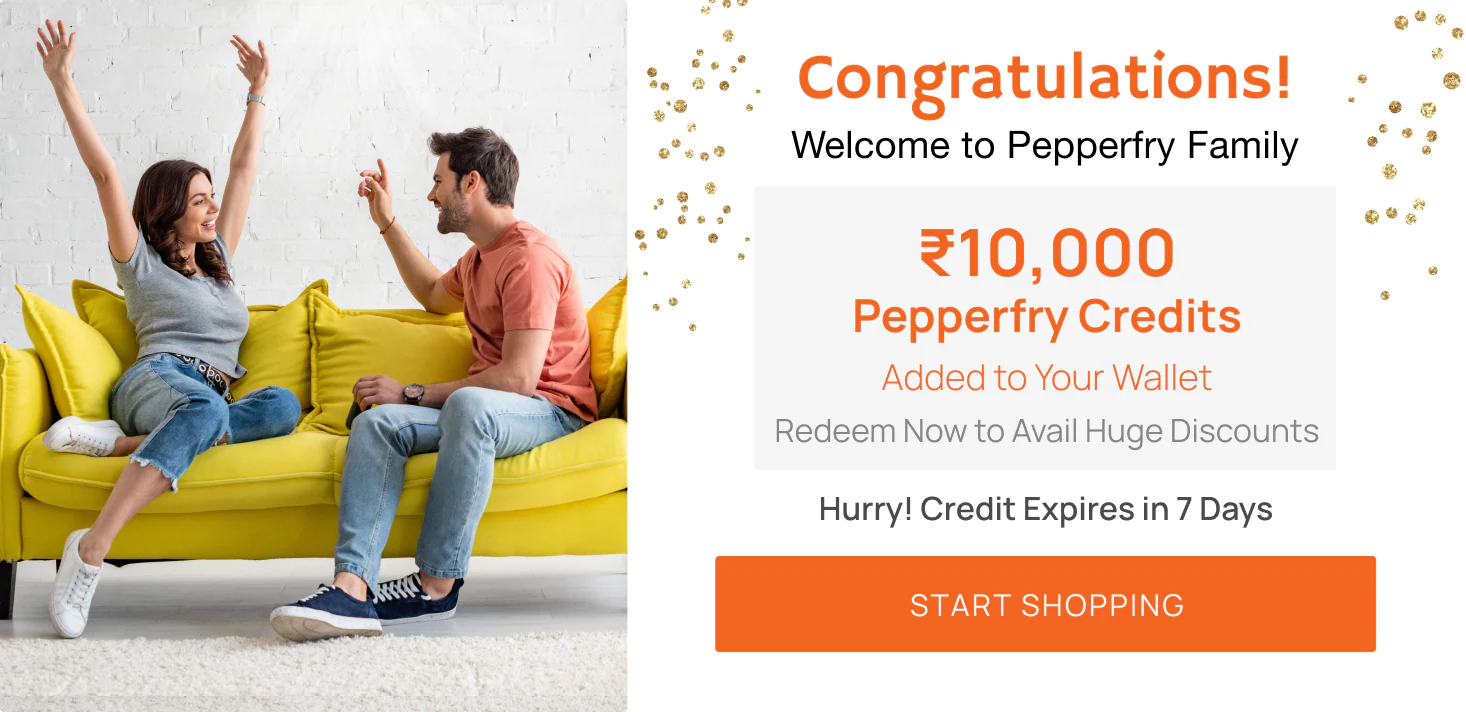 Congratulations!
Welcome to Pepperfry Family
₹10,000
Pepperfry Credits
Added to Your Wallet
Redeem Now to Avail Huge Discounts
Hurry! Credit Expires in 7 Days
START SHOPPING